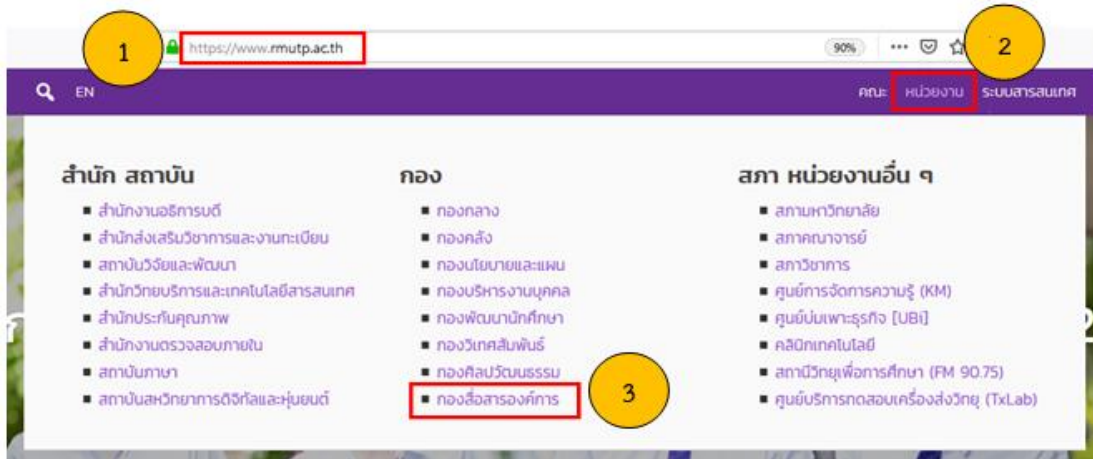 1
https://www.rmutp.ac.th
90%
2
EN
คณะ หน่วยงาน ระบบสารสนเทศ
สำนัก สถาบัน
สำนักงานอธิการบดี
สำนักส่งเสริมวิชาการและงานทะเบียน
สถาบันวิจัยและพัฒนา
สำนักวิทยบริการและเทคโนโลยีสารสนเทศ
สำนักประกันคุณภาพ
สำนักงานตรวจสอบภายใน
สถาบันภาษา
สถาบันสหวิทยาการดิจิทัลและหุ่นยนต์
กอง
กองกลาง
กองคลัง
กองนโยบายและแผน
กองบริหารงานบุคคล
กองพัฒนานักศึกษา
กองวิเทศสัมพันธ์
กองศิลปวัฒนธรรม
กองสื่อสารองค์การ
3
สภา หน่วยงานอื่น ๆ
สภามหาวิทยาลัย
สภาคณาจารย์
สภาวิชาการ
ศูนย์การจัดการความรู้ (KM)
ศูนย์บ่มเพาะธุรกิจ [UBi]
คลินิกเทคโนโลยี
สถานีวิทยุเพื่อการศึกษา (FM 90.75)
ศูนย์บริการทดสอบเครื่องส่งวิทยุ (TxLab)